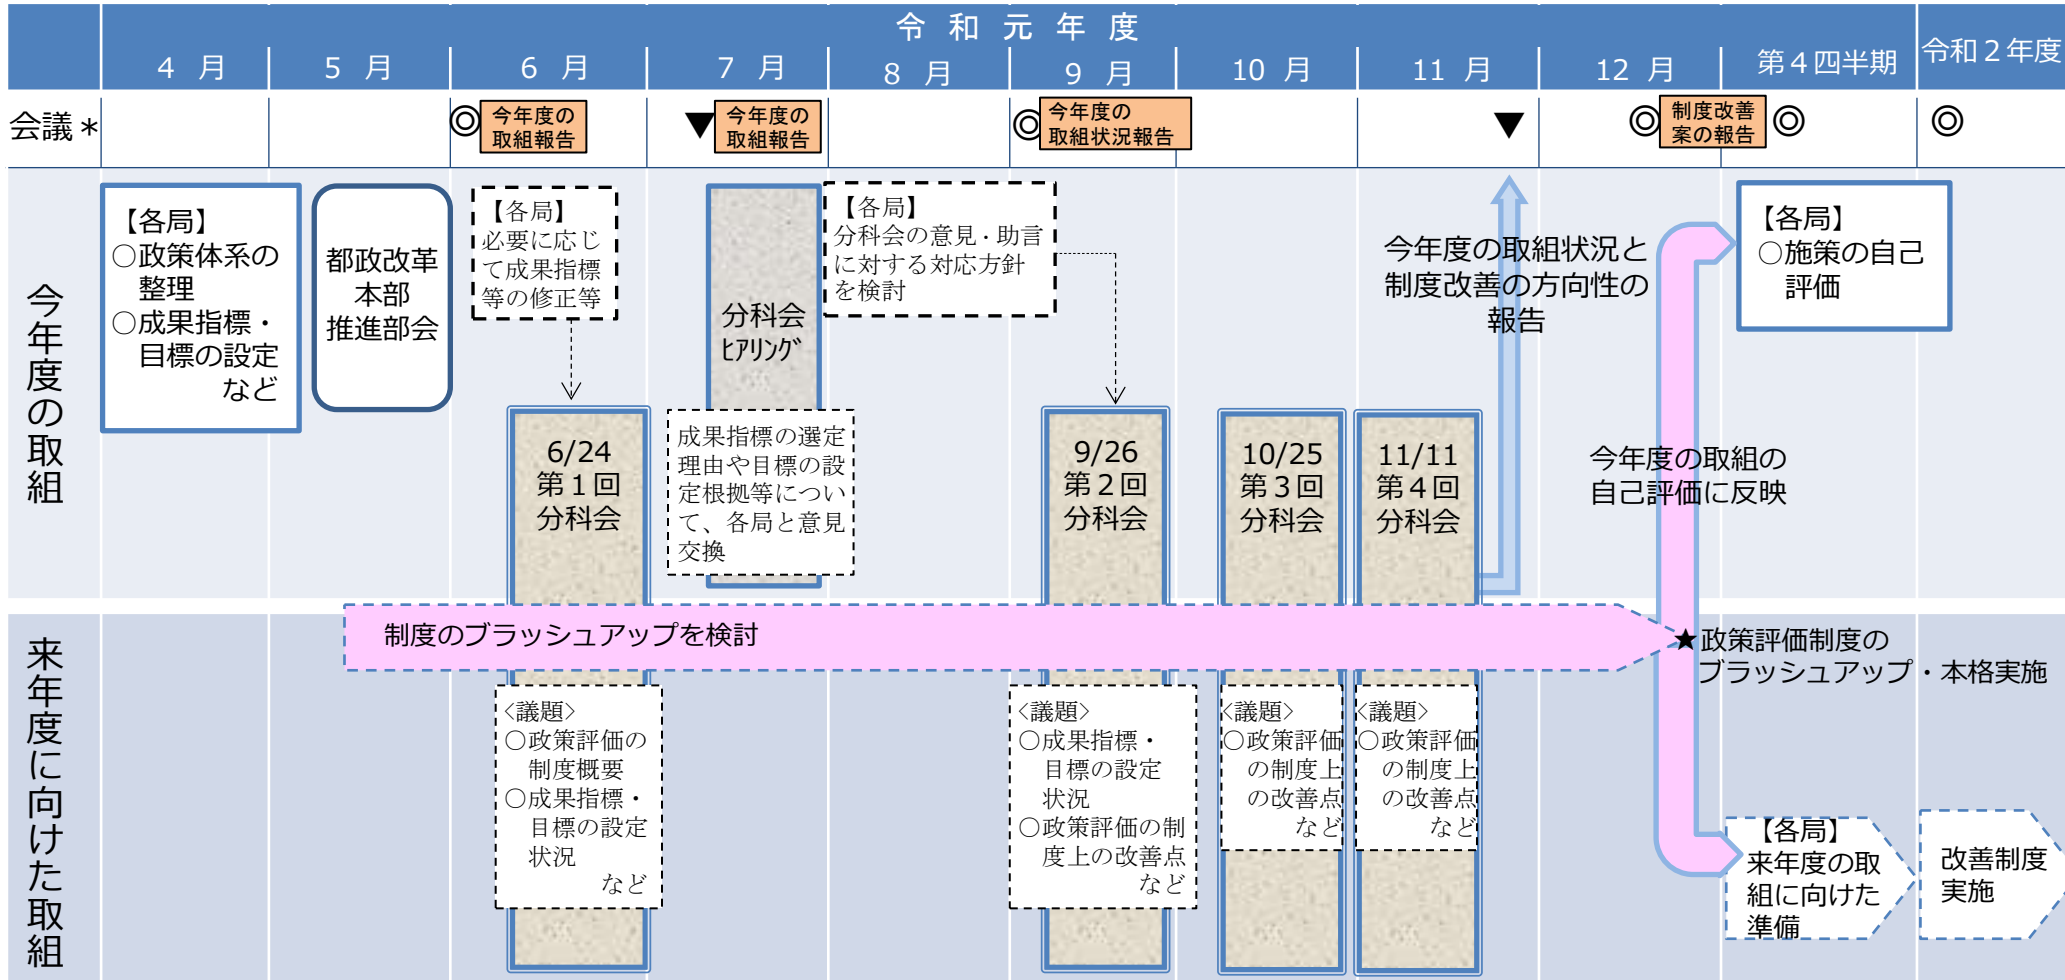 令和元年度
4 月
5 月
6 月
7 月
8 月
9 月
10 月
11 月
12 月
第４四半期
令和２年度
会議＊
◎
今年度の
取組報告
▼
今年度の
取組報告
◎
今年度の
取組状況報告
▼
◎
制度改善
案の報告
◎
◎
今年度の取組
【各局】
○政策体系の
整理
○成果指標・
目標の設定
など
都政改革
本部
推進部会
【各局】
必要に応じ
て成果指標
等の修正等
6/24
第１回
分科会
分科会
ﾋｱﾘﾝｸﾞ
成果指標の選定
理由や目標の設
定根拠等につい
て、各局と意見
交換
【各局】
分科会の意見・助言
に対する対応方針
を検討
9/26
第２回
分科会
10/25
第３回
分科会
11/11
第４回
分科会
今年度の取組状況と
制度改善の方向性の
報告
今年度の取組の
自己評価に反映
【各局】
○施策の自己
評価
来年度に向けた取組
制度のブラッシュアップを検討
★政策評価制度の
ブラッシュアップ・本格実施
<議題>
○政策評価の
制度概要
○成果指標・
目標の設定
状況
など
<議題>
○成果指標・
目標の設定
状況
○政策評価の制
度上の改善点
など
<議題>
○政策評価
の制度上
の改善点
など
<議題>
○政策評価
の制度上
の改善点
など
【各局】
来年度の取
組に向けた
準備
改善制度
実施